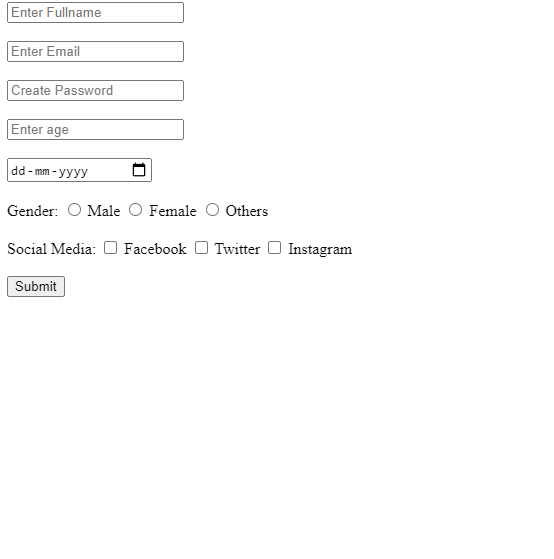 Enter Fullname
Enter Email
Create Password
Enter age
dd-mm-yyyy
Gender: Male Female Others
Social Media: Facebook Twitter Instagram
Submit